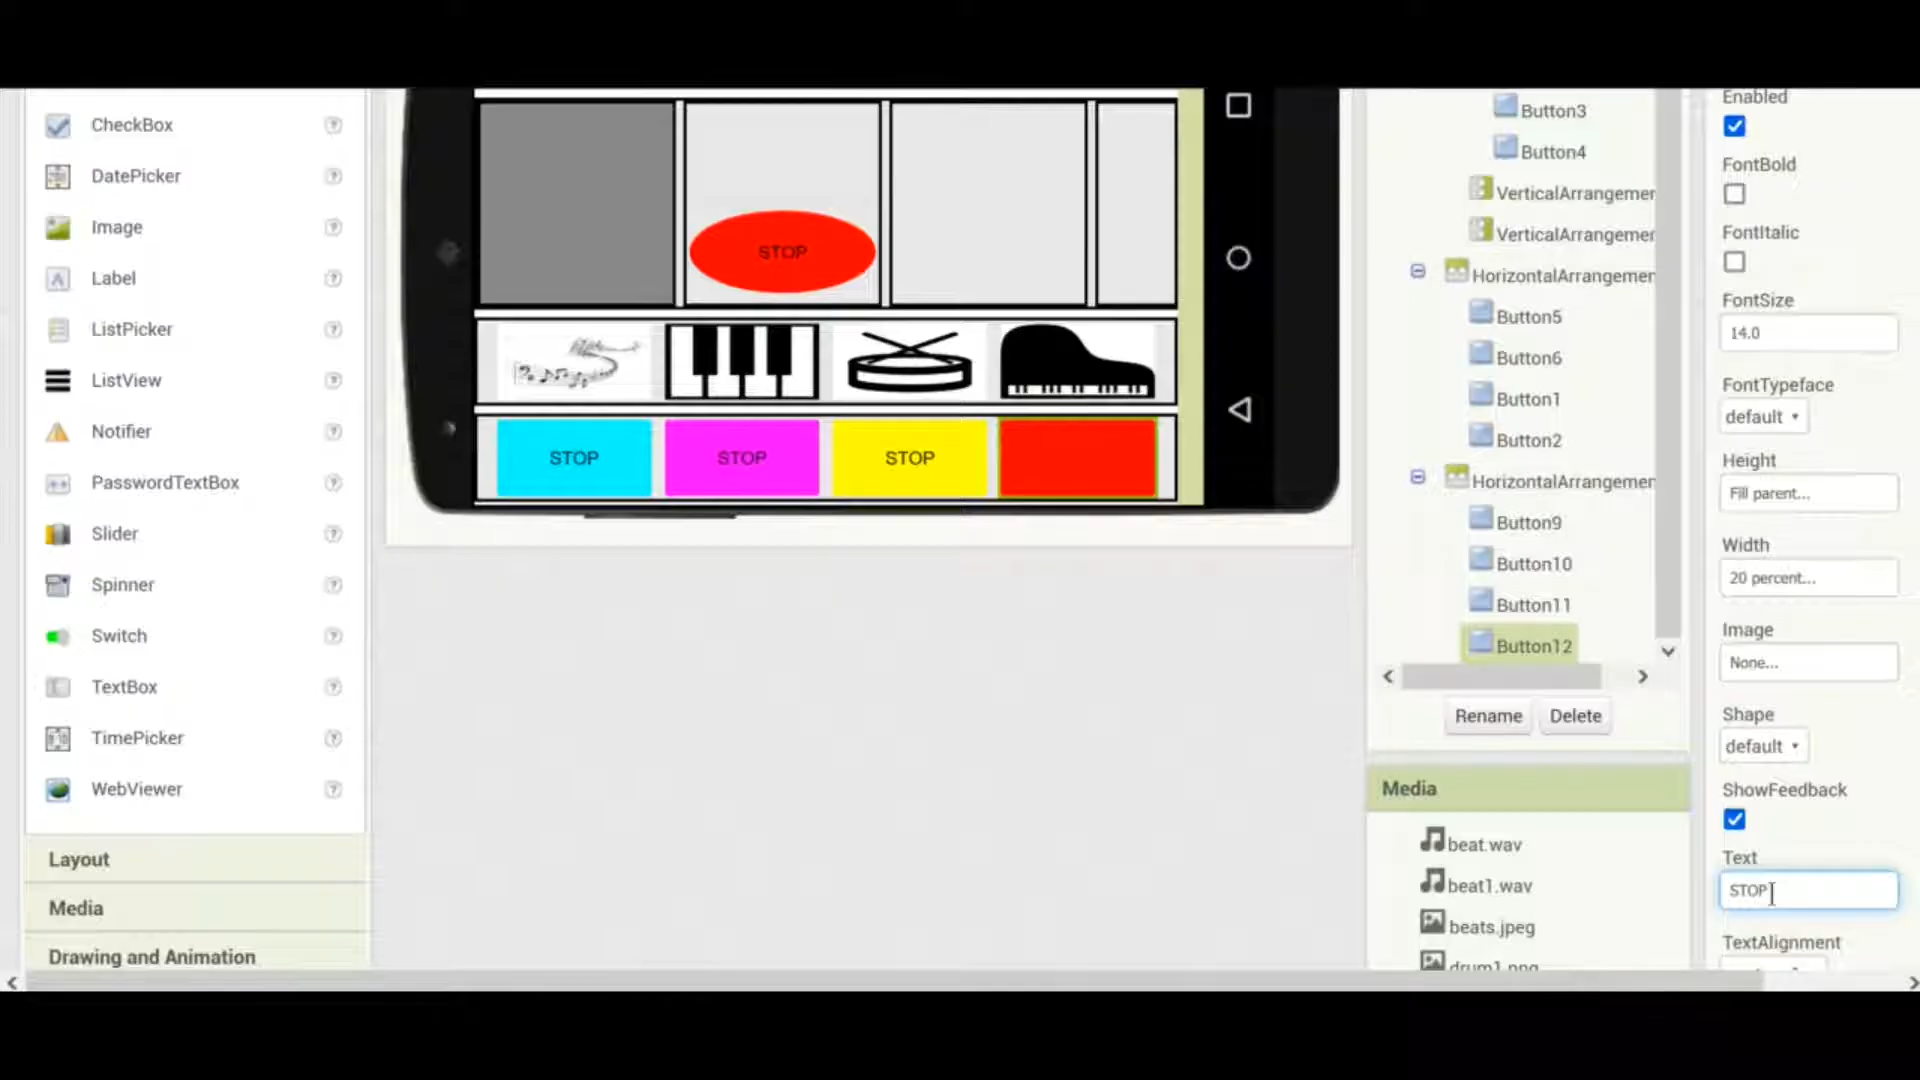 CheckBox
DatePicker
Image
Label
ListPicker
ListView
Notifier
PasswordTextBox
Slider
Spinner
Switch
TextBox
TimePicker
WebViewer
Layout
Media
Drawing and Animation
STOP
STOP
STOP
STOP
Button3
Button4
VerticalArrangemer
VerticalArrangemer
HorizontalArrangemer
Button5
Button6
Button1
Button2
HorizontalArrangemer
Button9
Button10
Button11
Button12
Rename Delete
Media
beat.wav
beat1.wav
beats.jpeg
drum1.png
Enabled
FontBold
FontItalic
FontSize
14.0
FontTypeface
default
Height
Fill parent...
Width
20 percent...
Image
None...
Shape
default
ShowFeedback
Text
STOP
TextAlignment